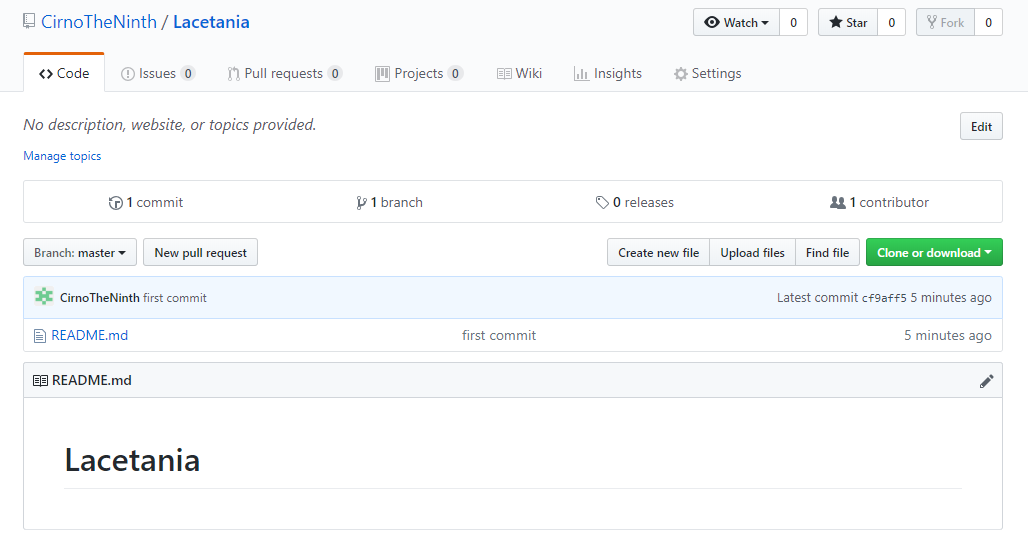 CirnoTheNinth / Lacetania Watch 0 Star 0 Fork 0
Code Issues 0 Pull requests 0 Projects 0 Wiki Insights Settings
No description, website, or topics provided. Edit
Manage topics
1 commit 1 branch 0 releases 1 contributor
Branch: master New pull request Create new file Upload files Find file Clone or download
CirnoTheNinth first commit Latest commit cf9aff5 5 minutes ago
README.md first commit 5 minutes ago
README.md
Lacetania